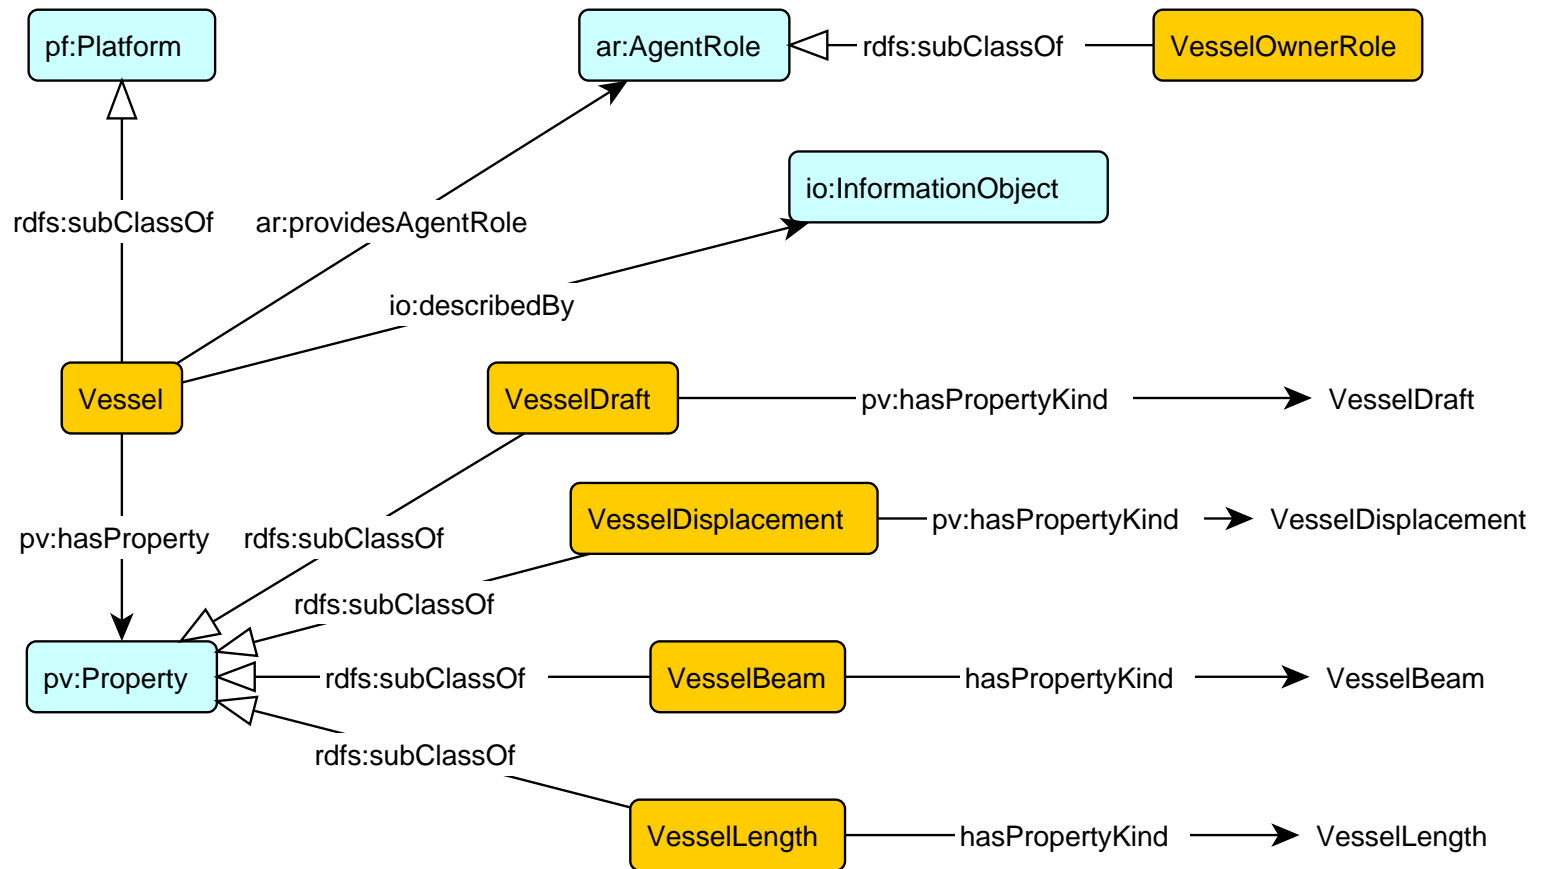 pf:Platform
ar:AgentRole
rdfs:subClassOf
VesselOwnerRole
io:InformationObject
rdfs:subClassOf
ar:providesAgentRole
io:describedBy
Vessel
VesselDraft
pv:hasPropertyKind
VesselDraft
VesselDisplacement
pv:hasPropertyKind
VesselDisplacement
pv:hasProperty
rdfs:subClassOf
rdfs:subClassOf
pv:Property
rdfs:subClassOf
VesselBeam
hasPropertyKind
VesselBeam
rdfs:subClassOf
VesselLength
hasPropertyKind
VesselLength